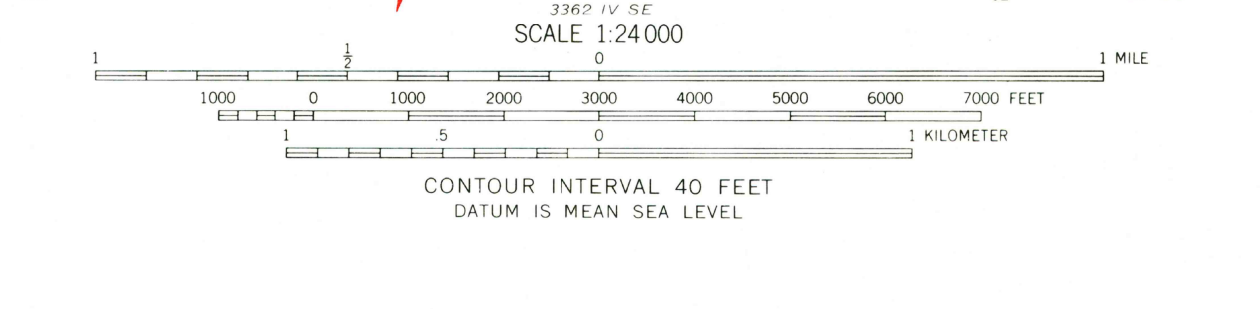 3362 IV SE
SCALE 1:24 000
1 1/2 0 1 MILE
1000 0 1000 2000 3000 4000 5000 6000 7000 FEET
1 .5 0 1 KILOMETER
CONTOUR INTERVAL 40 FEET
DATUM IS MEAN SEA LEVEL